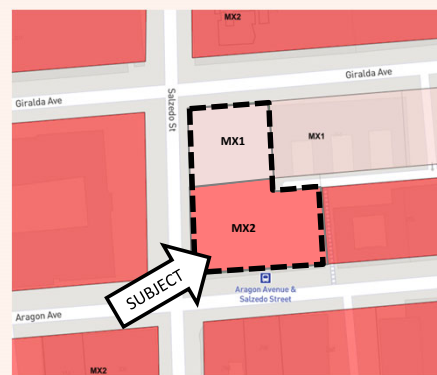 MX2
Giralda Ave
Giralda Ave
Salzedo St
MX1
MX1
MX2
SUBJECT
Aragon Avenue &
Salzedo Street
Aragon Ave
MX2